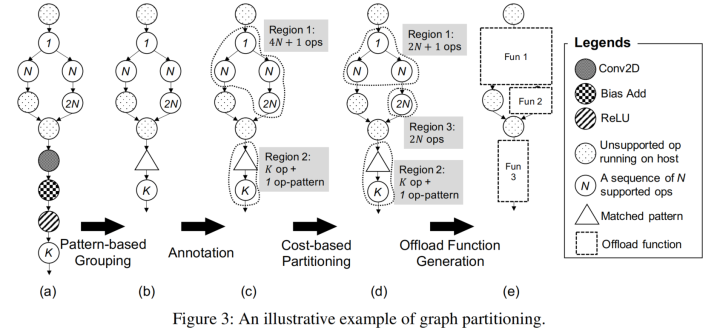 1
N
N
2N
K
Pattern-based
Grouping
(a)
1
N
N
2N
K
Annotation
(b)
Region 1:
4N + 1 ops
1
N
N
2N
Region 2:
K op +
1 op-pattern
K
Cost-based
Partitioning
(c)
Region 1:
2N + 1 ops
1
N
N
2N
Region 3:
2N ops
Region 2:
K op +
1 op-pattern
K
Offload Function
Generation
(d)
Fun 1
Fun 2
Fun
3
(e)
Legends
Conv2D
Bias Add
ReLU
Unsupported op
running on host
N
A sequence of N
supported ops
Matched pattern
Offload function
Figure 3: An illustrative example of graph partitioning.